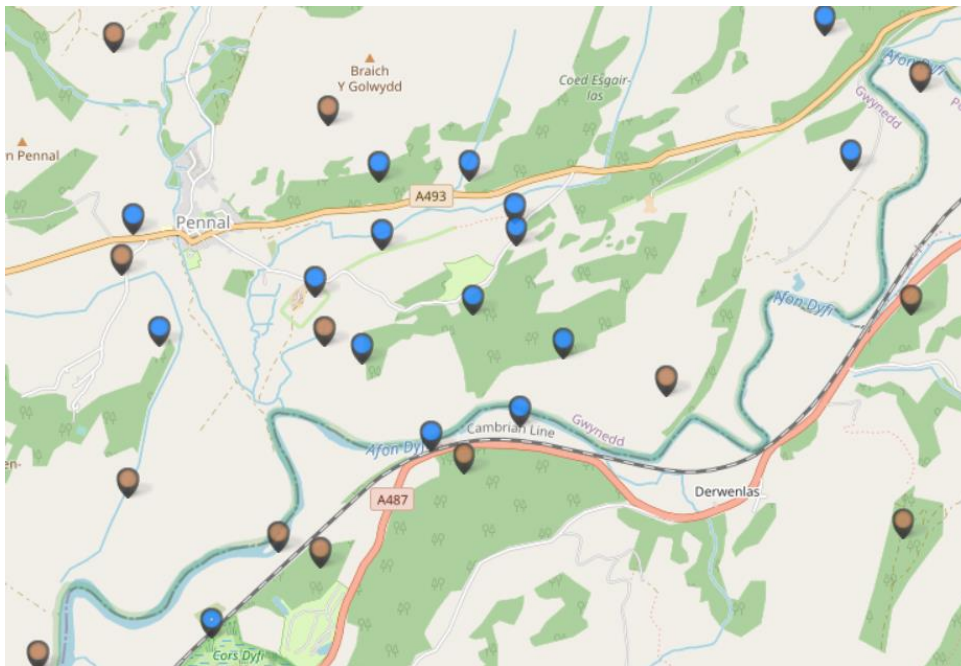 Braich
Y Golwydd
Coed Esgair-
las
Afon Dyfi
Gwynedd
n Pennal
A493
Pennal
Afon Dyfi
Gwynedd
Cambrian Line
Afon Dyfi
en-
A487
Derwenlas
Cors Dyfi